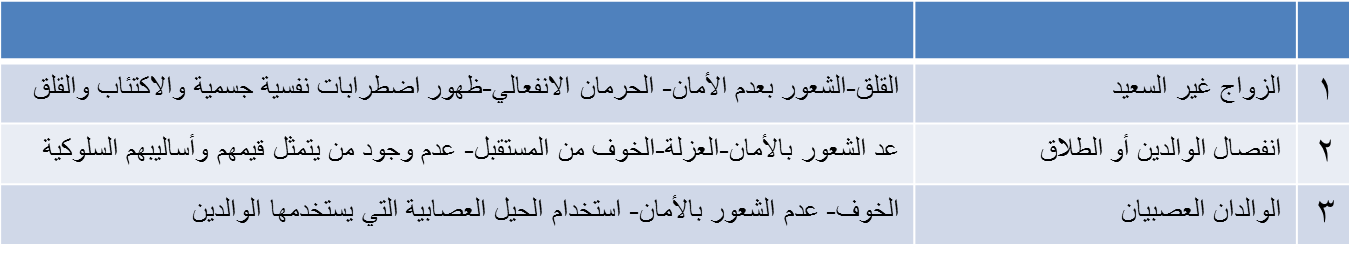 ١ الزواج غير السعيد القلق-الشعور بعدم الأمان- الحرمان الانفعالي-ظهور اضطرابات نفسية جسمية والاكتئاب والقلق
٢ انفصال الوالدين أو الطلاق عد الشعور بالأمان-العزلة-الخوف من المستقبل- عدم وجود من يتمثل قيمهم وأساليبهم السلوكية
٣ الوالدان العصبيان الخوف- عدم الشعور بالأمان- استخدام الحيل العصابية التي يستخدمها الوالدين